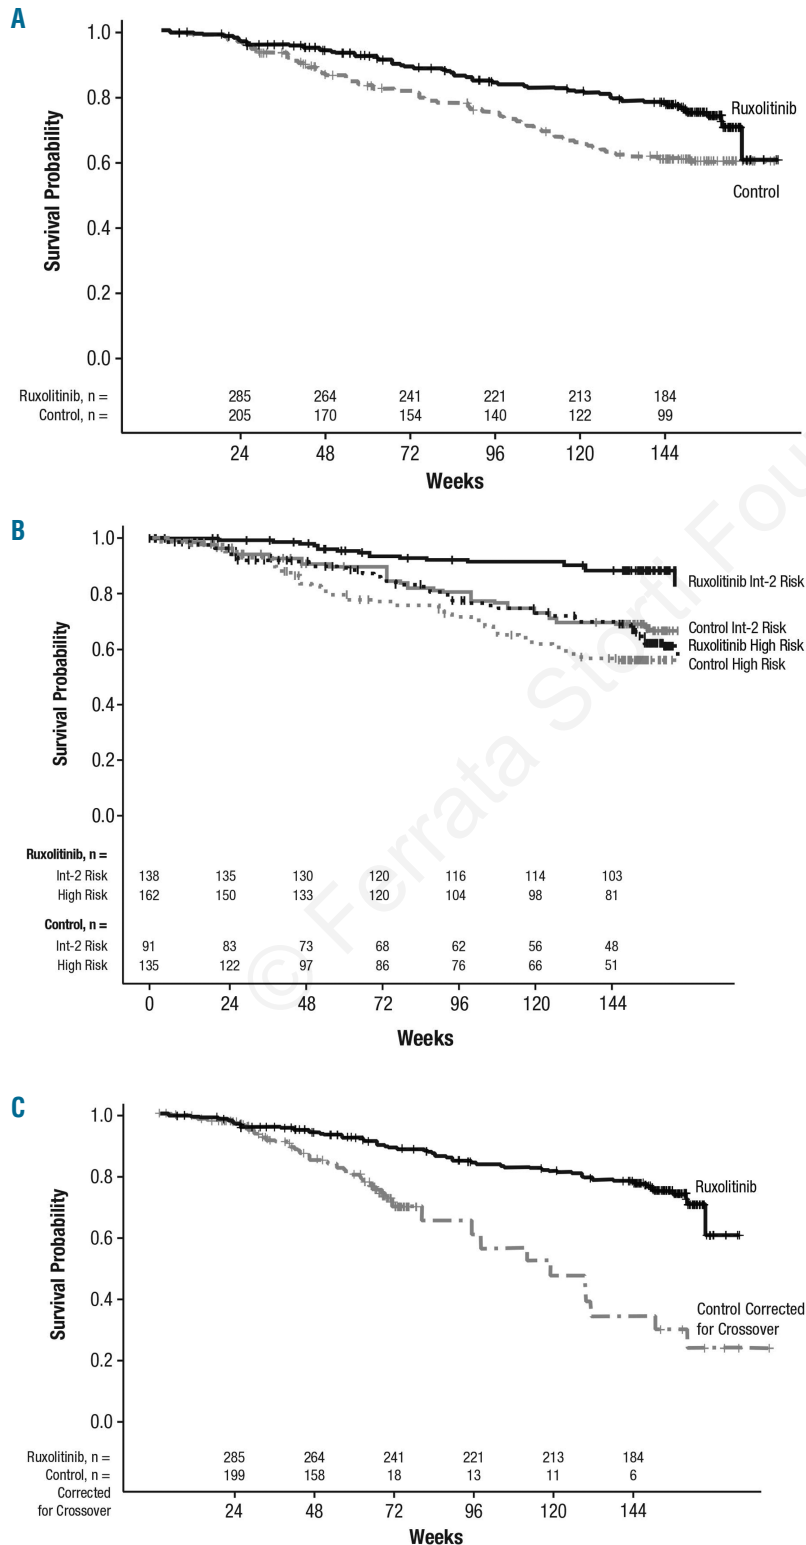 A
1.0
0.8
0.6
0.4
0.2
0.0
Survival Probability
Ruxolitinib
Control
Ruxolitinib, n = 285 264 241 221 213 184
Control, n = 205 170 154 140 122 99
24 48 72 96 120 144
Weeks
B
1.0
0.8
0.6
0.4
0.2
0.0
Survival Probability
Ruxolitinib Int-2 Risk
Control Int-2 Risk
Ruxolitinib High Risk
Control High Risk
Ruxolitinib, n =
Int-2 Risk 138 135 130 120 116 114 103
High Risk 162 150 133 120 104 98 81
Control, n =
Int-2 Risk 91 83 73 68 62 56 48
High Risk 135 122 97 86 76 66 51
0 24 48 72 96 120 144
Weeks
C
1.0
0.8
0.6
0.4
0.2
0.0
Survival Probability
Ruxolitinib
Control Corrected
for Crossover
Ruxolitinib, n = 285 264 241 221 213 184
Control, n = 199 158 18 13 11 6
Corrected
for Crossover
24 48 72 96 120 144
Weeks
© Ferrata Storti Fou